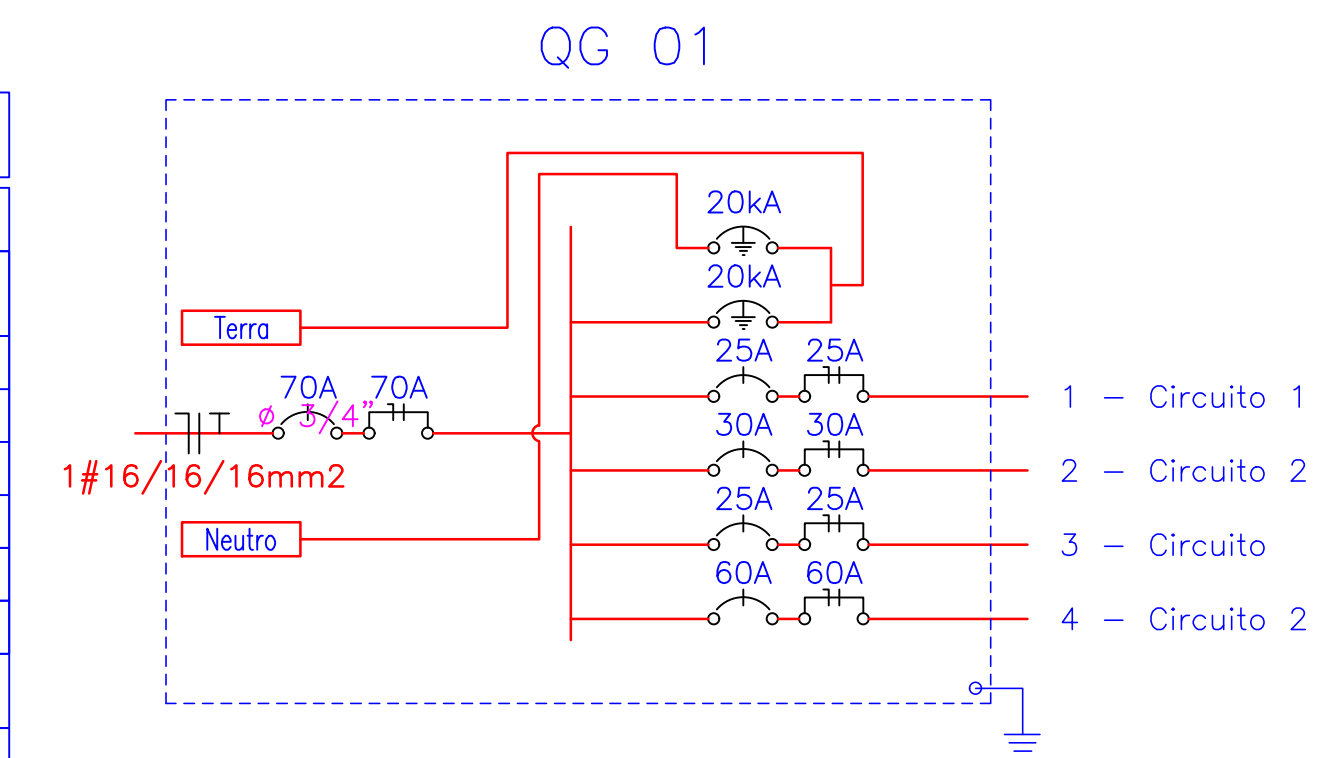 QG 01
20kA
20kA
Terra
25A 25A
1 - Circuito 1
70A 70A
ø 3/4”
30A 30A
1#16/16/16mm2
2 - Circuito 2
25A 25A
Neutro
3 - Circuito
60A 60A
4 - Circuito 2